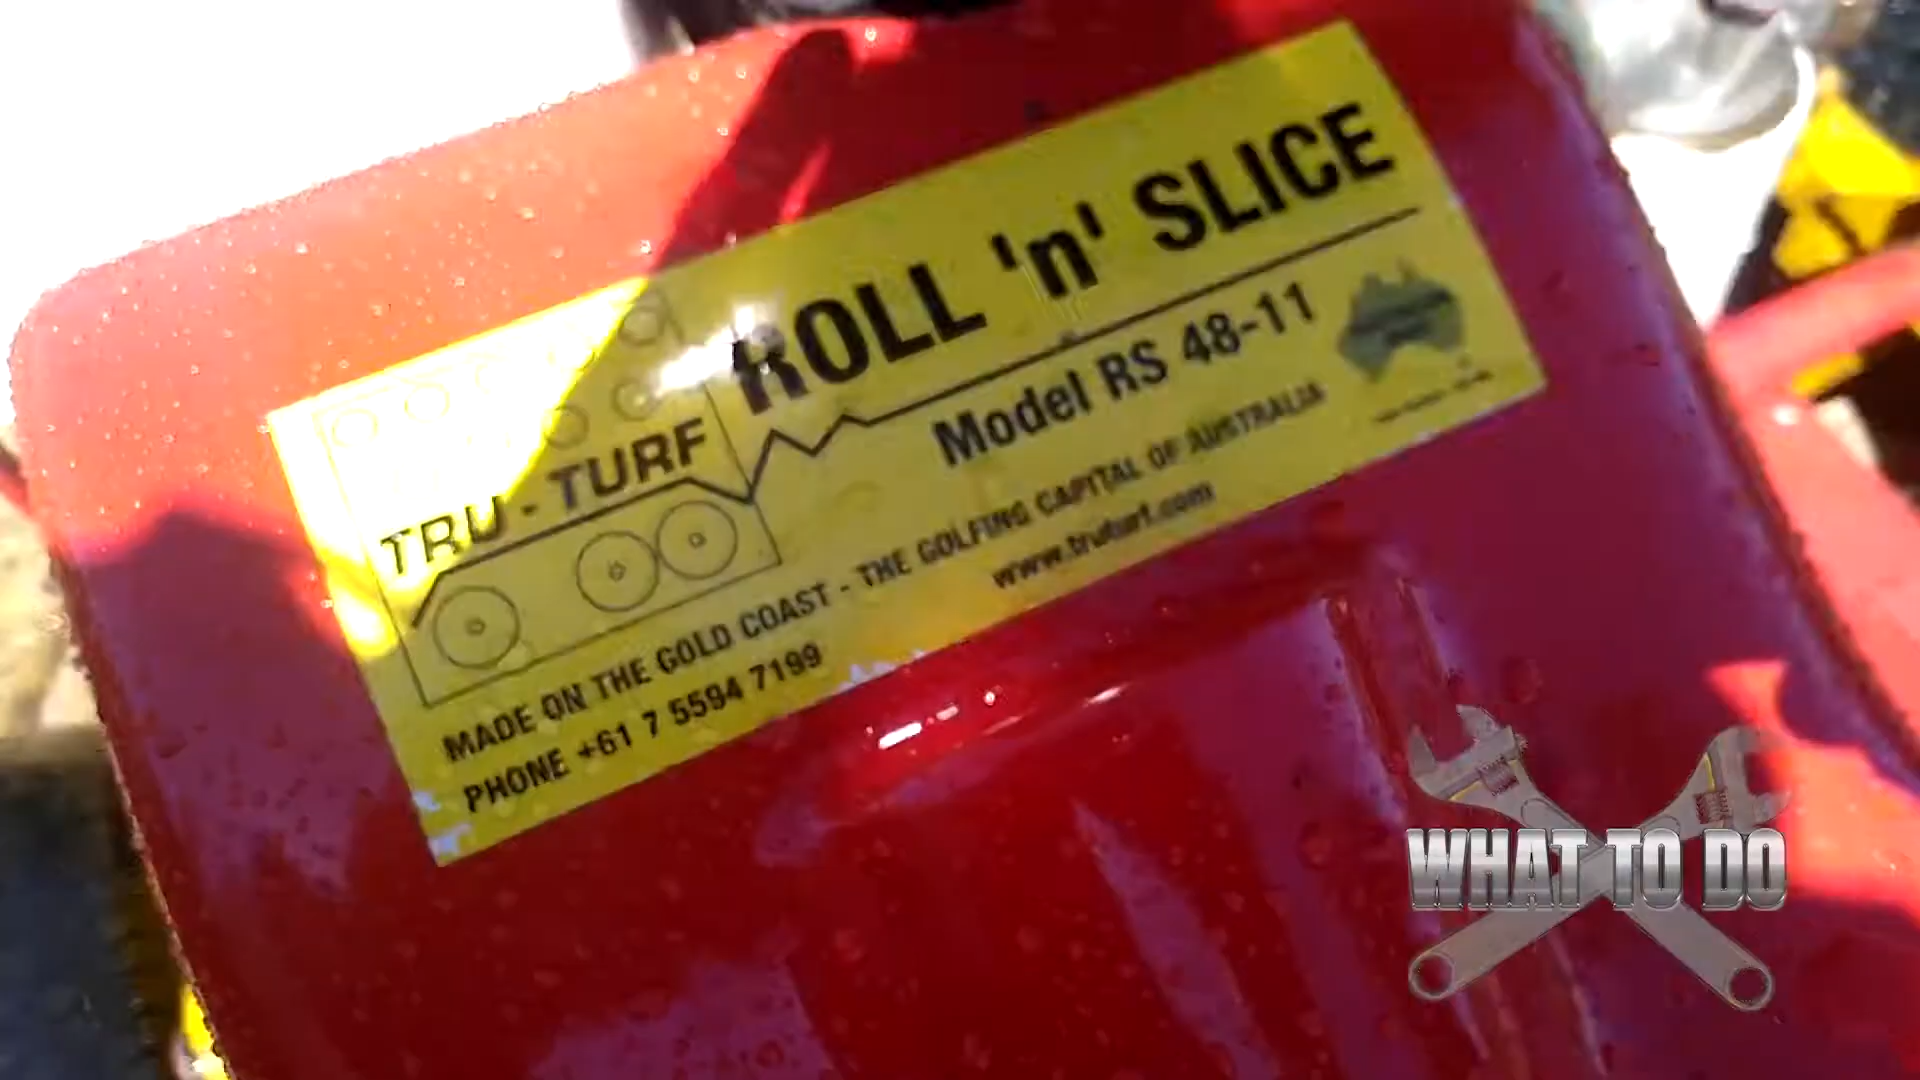 ROLL 'n' SLICE
TRU-TURF
Model RS 48-11
MADE ON THE GOLD COAST - THE GOLFING CAPITAL OF AUSTRALIA
PHONE +61 7 5594 7199
www.truturf.com
WHAT TO DO